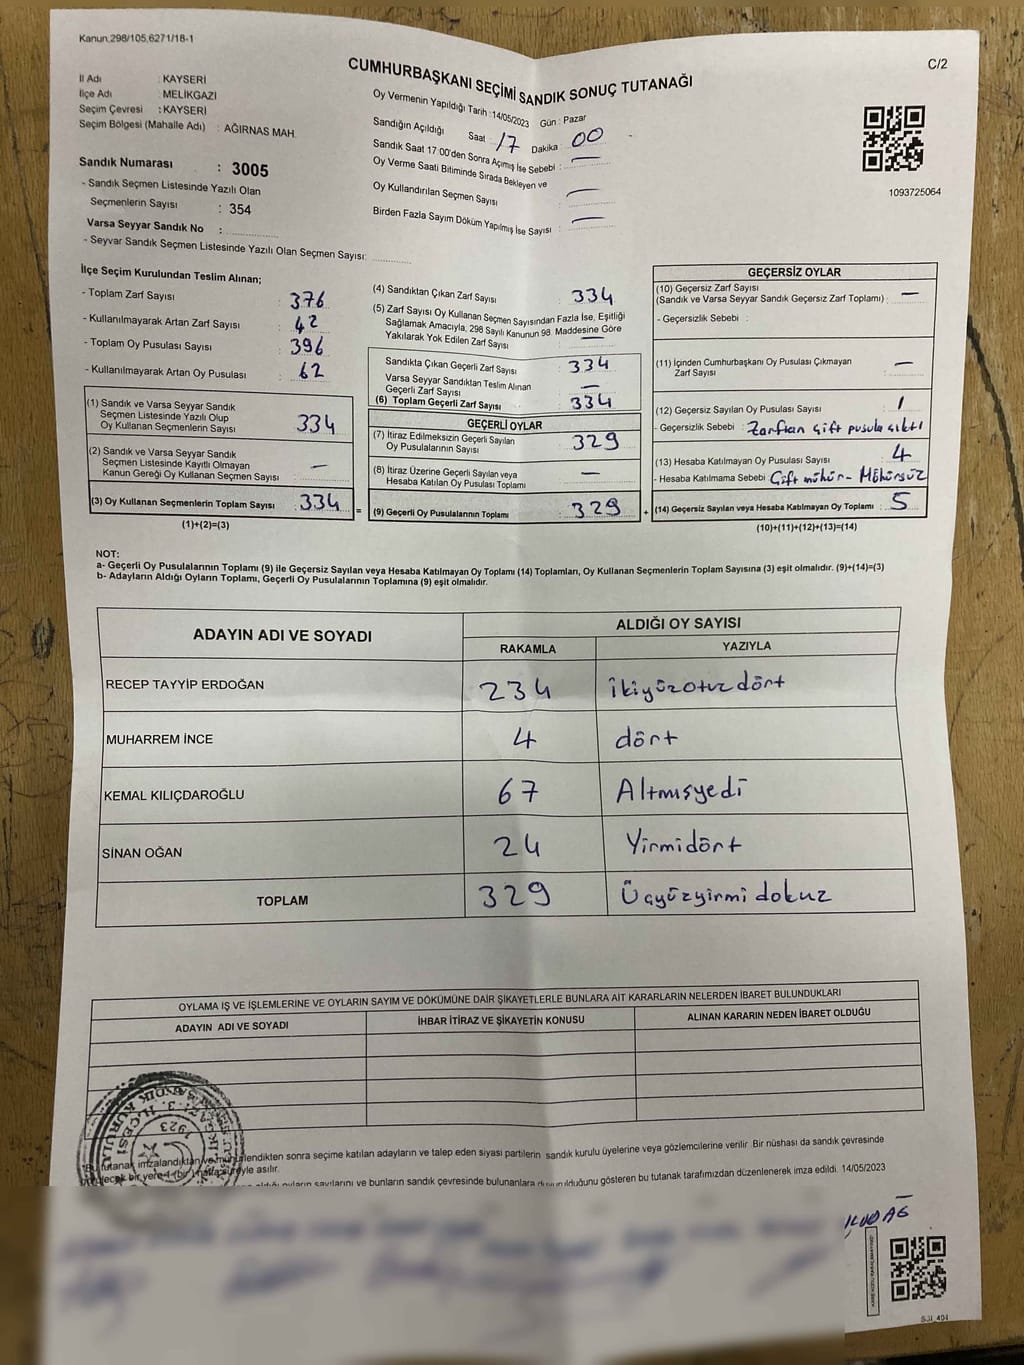 Kanun.298/105,6271/18-1
C/2
CUMHURBAŞKANI SEÇİMİ SANDIK SONUÇ TUTANAĞI
İl Adı : KAYSERİ
İlçe Adı : MELİKGAZİ
Seçim Çevresi : KAYSERİ
Seçim Bölgesi (Mahalle Adı) : AĞIRNAS MAH.
Sandık Numarası : 3005
- Sandık Seçmen Listesinde Yazılı Olan
Seçmenlerin Sayısı : 354
Varsa Seyyar Sandık No :
- Seyvar Sandık Seçmen Listesinde Yazılı Olan Seçmen Sayısı:
Oy Vermenin Yapıldığı Tarih :14/05/2023 Gün : Pazar
Sandığın Açıldığı Saat 17 Dakika : 00
Sandık Saat 17:00'den Sonra Açımış İse Sebebi : —
Oy Verme Saati Bitiminde Sırada Bekleyen ve
Oy Kullandırılan Seçmen Sayısı : —
Birden Fazla Sayım Döküm Yapılmış İse Sayısı : —
1093725064
İlçe Seçim Kurulundan Teslim Alınan;
- Toplam Zarf Sayısı : 376
- Kullanılmayarak Artan Zarf Sayısı : 42
- Toplam Oy Pusulası Sayısı : 396
- Kullanılmayarak Artan Oy Pusulası : 62
(1) Sandık ve Varsa Seyyar Sandık
Seçmen Listesinde Yazılı Olup
Oy Kullanan Seçmenlerin Sayısı : 334
(2) Sandık ve Varsa Seyyar Sandık
Seçmen Listesinde Kayıtlı Olmayan
Kanun Gereği Oy Kullanan Seçmen Sayısı : —
(3) Oy Kullanan Seçmenlerin Toplam Sayısı : 334
(1)+(2)=(3)
(4) Sandıktan Çıkan Zarf Sayısı : 334
(5) Zarf Sayısı Oy Kullanan Seçmen Sayısından Fazla İse, Eşitliği
Sağlamak Amacıyla, 298 Sayılı Kanunun 98. Maddesine Göre
Yakılarak Yok Edilen Zarf Sayısı : —
Sandıkta Çıkan Geçerli Zarf Sayısı : 334
Varsa Seyyar Sandıktan Teslim Alınan
Geçerli Zarf Sayısı : —
(6) Toplam Geçerli Zarf Sayısı : 334
GEÇERLİ OYLAR
(7) İtiraz Edilmeksizin Geçerli Sayılan
Oy Pusulalarının Sayısı : 329
(8) İtiraz Üzerine Geçerli Sayılan veya
Hesaba Katılan Oy Pusulası Toplamı : —
= (9) Geçerli Oy Pusulalarının Toplamı : 329
GEÇERSİZ OYLAR
(10) Geçersiz Zarf Sayısı
(Sandık ve Varsa Seyyar Sandık Geçersiz Zarf Toplamı) : —
- Geçersizlik Sebebi :
(11) İçinden Cumhurbaşkanı Oy Pusulası Çıkmayan
Zarf Sayısı : —
(12) Geçersiz Sayılan Oy Pusulası Sayısı : 1
- Geçersizlik Sebebi : Zarftan çift pusula çıktı
(13) Hesaba Katılmayan Oy Pusulası Sayısı : 4
- Hesaba Katılmama Sebebi : Çift mühür - Mühürsüz
+ (14) Geçersiz Sayılan veya Hesaba Katılmayan Oy Toplamı : 5
(10)+(11)+(12)+(13)=(14)
NOT:
a- Geçerli Oy Pusulalarının Toplamı (9) ile Geçersiz Sayılan veya Hesaba Katılmayan Oy Toplamı (14) Toplamları, Oy Kullanan Seçmenlerin Toplam Sayısına (3) eşit olmalıdır. (9)+(14)=(3)
b- Adayların Aldığı Oyların Toplamı, Geçerli Oy Pusulalarının Toplamına (9) eşit olmalıdır.
ADAYIN ADI VE SOYADI
ALDIĞI OY SAYISI
RAKAMLA YAZIYLA
RECEP TAYYİP ERDOĞAN 234 ikiyüzotuzdört
MUHARREM İNCE 4 dört
KEMAL KILIÇDAROĞLU 67 Altmışyedi
SİNAN OĞAN 24 Yirmidört
TOPLAM 329 Üçyüzyirmi dokuz
OYLAMA İŞ VE İŞLEMLERİNE VE OYLARIN SAYIM VE DÖKÜMÜNE DAİR ŞİKAYETLERLE BUNLARA AİT KARARLARIN NELERDEN İBARET BULUNDUKLARI
ADAYIN ADI VE SOYADI İHBAR İTİRAZ VE ŞİKAYETİN KONUSU ALINAN KARARIN NEDEN İBARET OLDUĞU
SANDIK KURULU
1923
Bu tutanak imzalandıktan ve mühürlendikten sonra seçime katılan adayların ve talep eden siyasi partilerin sandık kurulu üyelerine veya gözlemcilerine verilir. Bir nüshası da sandık çevresinde
bir yere 1 (bir) hafta süreyle asılır.
oyların sayılarını ve bunların sandık çevresinde bulunanlara duyurulduğunu gösteren bu tutanak tarafımızdan düzenlenerek imza edildi. 14/05/2023